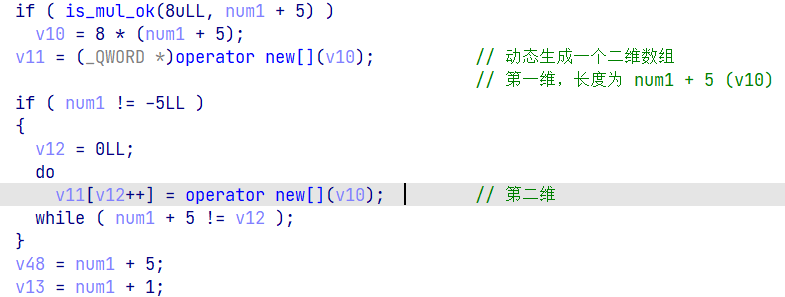 if ( is_mul_ok(8uLL, num1 + 5) )
  v10 = 8 * (num1 + 5);
v11 = (_QWORD *)operator new[](v10);          // 动态生成一个二维数组
                                              // 第一维，长度为 num1 + 5 (v10)
if ( num1 != -5LL )
{
  v12 = 0LL;
  do
    v11[v12++] = operator new[](v10);         // 第二维
  while ( num1 + 5 != v12 );
}
v48 = num1 + 5;
v13 = num1 + 1;